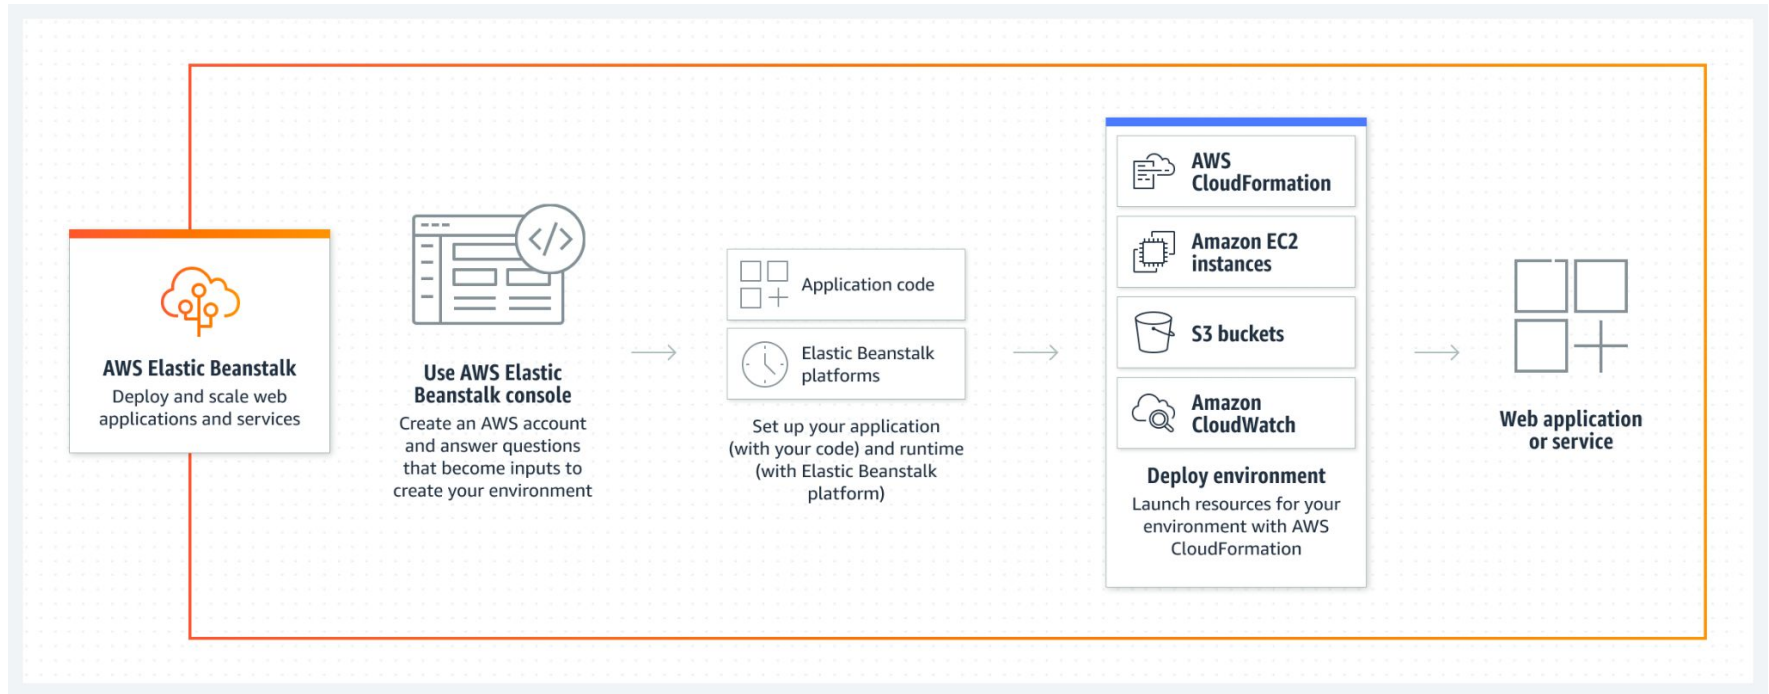 AWS Elastic Beanstalk
Deploy and scale web
applications and services
</>
Use AWS Elastic
Beanstalk console
Create an AWS account
and answer questions
that become inputs to
create your environment
Application code
Elastic Beanstalk
platforms
Set up your application
(with your code) and runtime
(with Elastic Beanstalk
platform)
AWS
CloudFormation
Amazon EC2
instances
S3 buckets
Amazon
CloudWatch
Deploy environment
Launch resources for your
environment with AWS
CloudFormation
Web application
or service